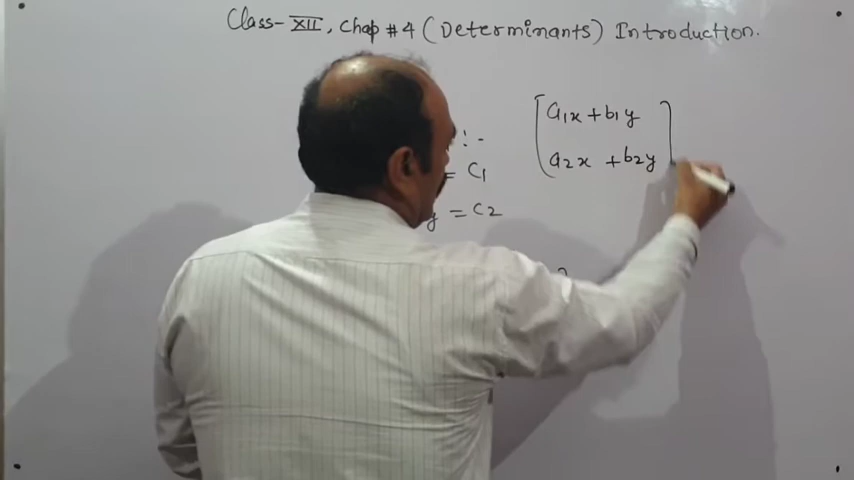 Class-XII, Chap #4 (Determinants) Introduction.
:-
= C1
y = C2
[a1x + b1y]
[a2x + b2y]